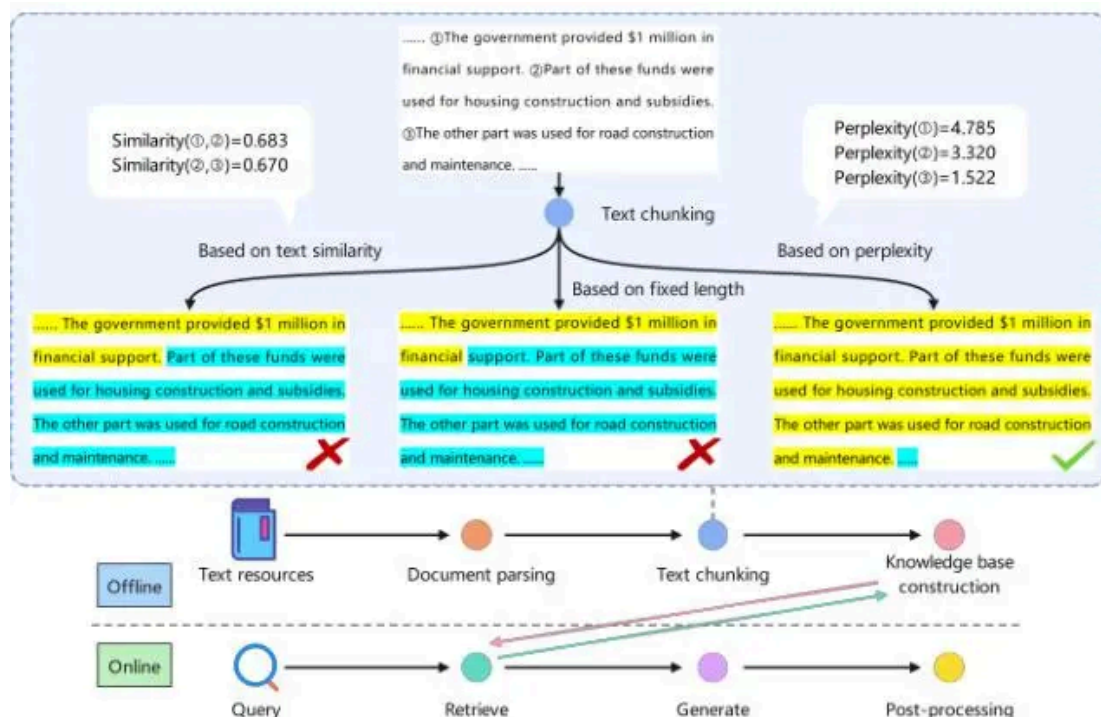 ...... ①The government provided $1 million in
financial support. ②Part of these funds were
used for housing construction and subsidies.
③The other part was used for road construction
and maintenance. ......
Similarity(①,②)=0.683
Similarity(②,③)=0.670
Perplexity(①)=4.785
Perplexity(②)=3.320
Perplexity(③)=1.522
Text chunking
Based on text similarity
Based on fixed length
Based on perplexity
...... The government provided $1 million in
financial support. Part of these funds were
used for housing construction and subsidies.
The other part was used for road construction
and maintenance. ......
...... The government provided $1 million in
financial support. Part of these funds were
used for housing construction and subsidies.
The other part was used for road construction
and maintenance. ......
...... The government provided $1 million in
financial support. Part of these funds were
used for housing construction and subsidies.
The other part was used for road construction
and maintenance. ......
Offline
Text resources
Document parsing
Text chunking
Knowledge base
construction
Online
Query
Retrieve
Generate
Post-processing